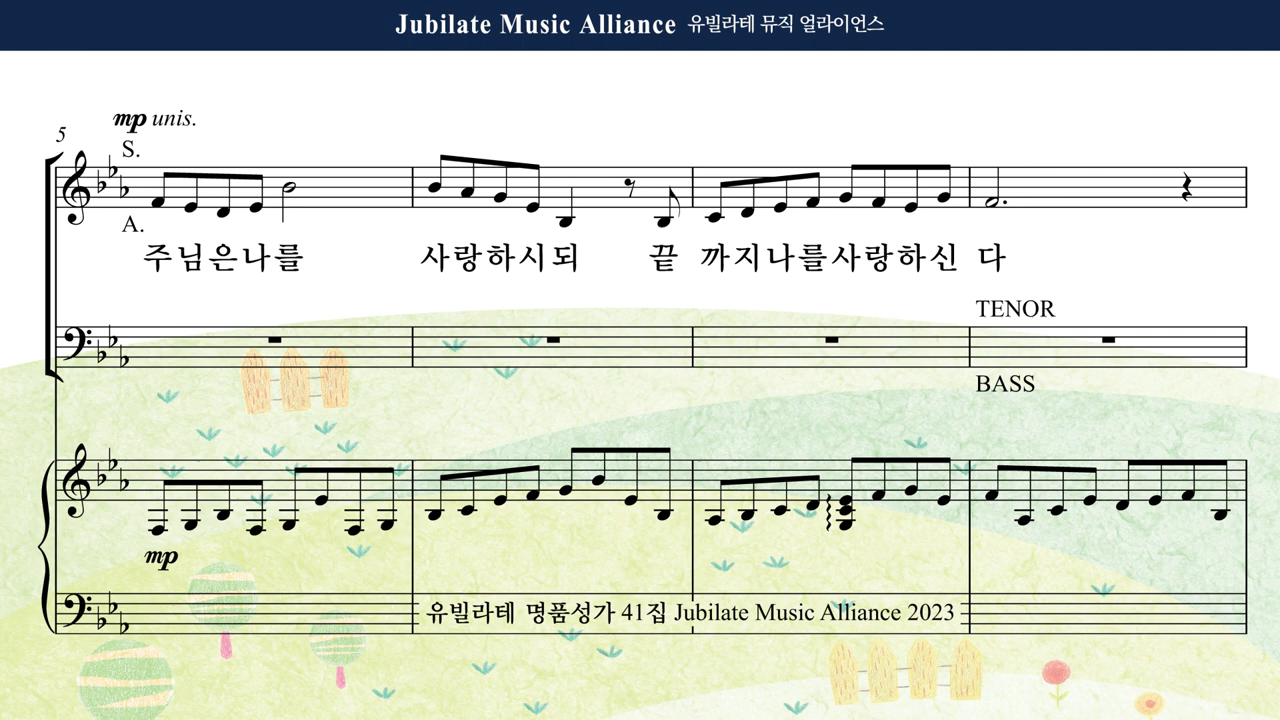 Jubilate Music Alliance 유빌라테 뮤직 얼라이언스
mp unis.
5
S.
A.
주님은나를 사랑하시되 끝 까지나를사랑하신 다
TENOR
BASS
mp
유빌라테 명품성가 41집 Jubilate Music Alliance 2023